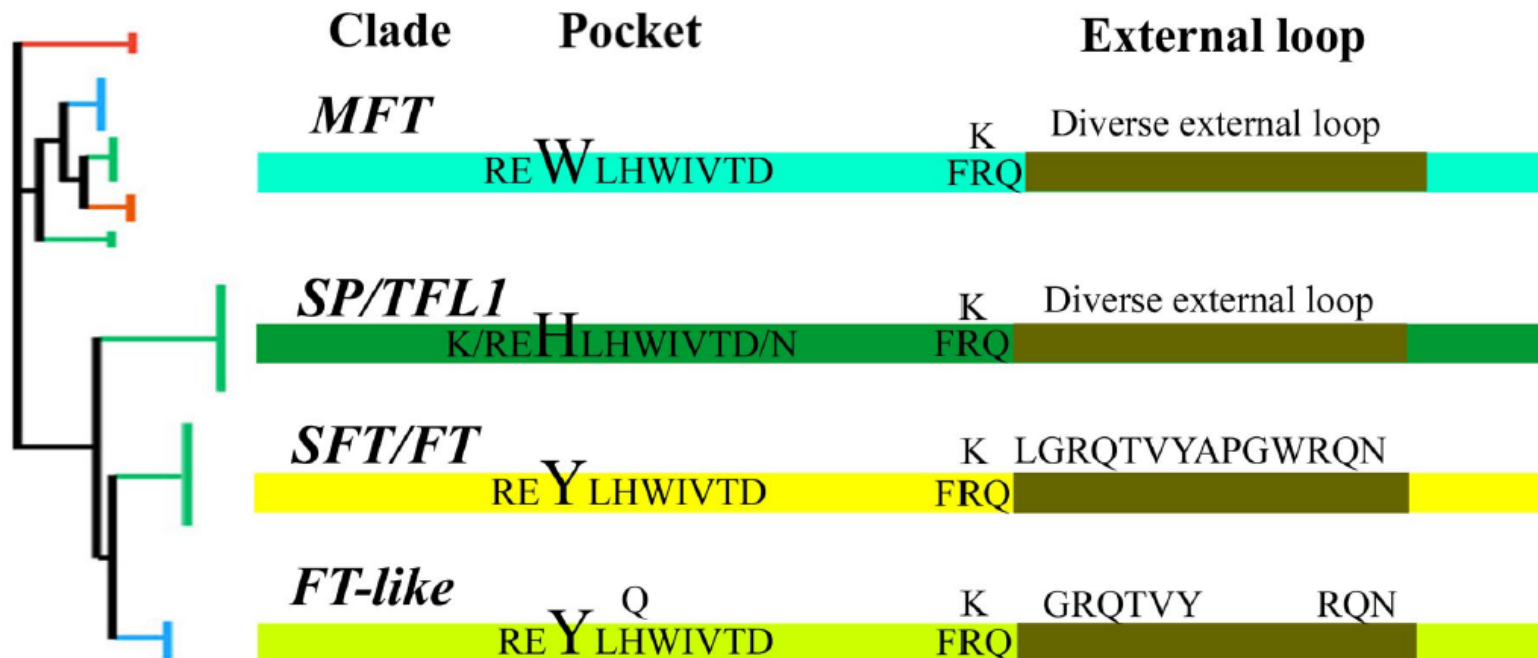 Clade Pocket External loop
MFT
K Diverse external loop
REWLHWIVTD FRQ
SP/TFL1
K Diverse external loop
K/REHLHWIVTD/N FRQ
SFT/FT
K LGRQTVYAPGWRQN
REYLHWIVTD FRQ
FT-like
Q K GRQTVY RQN
REYLHWIVTD FRQ